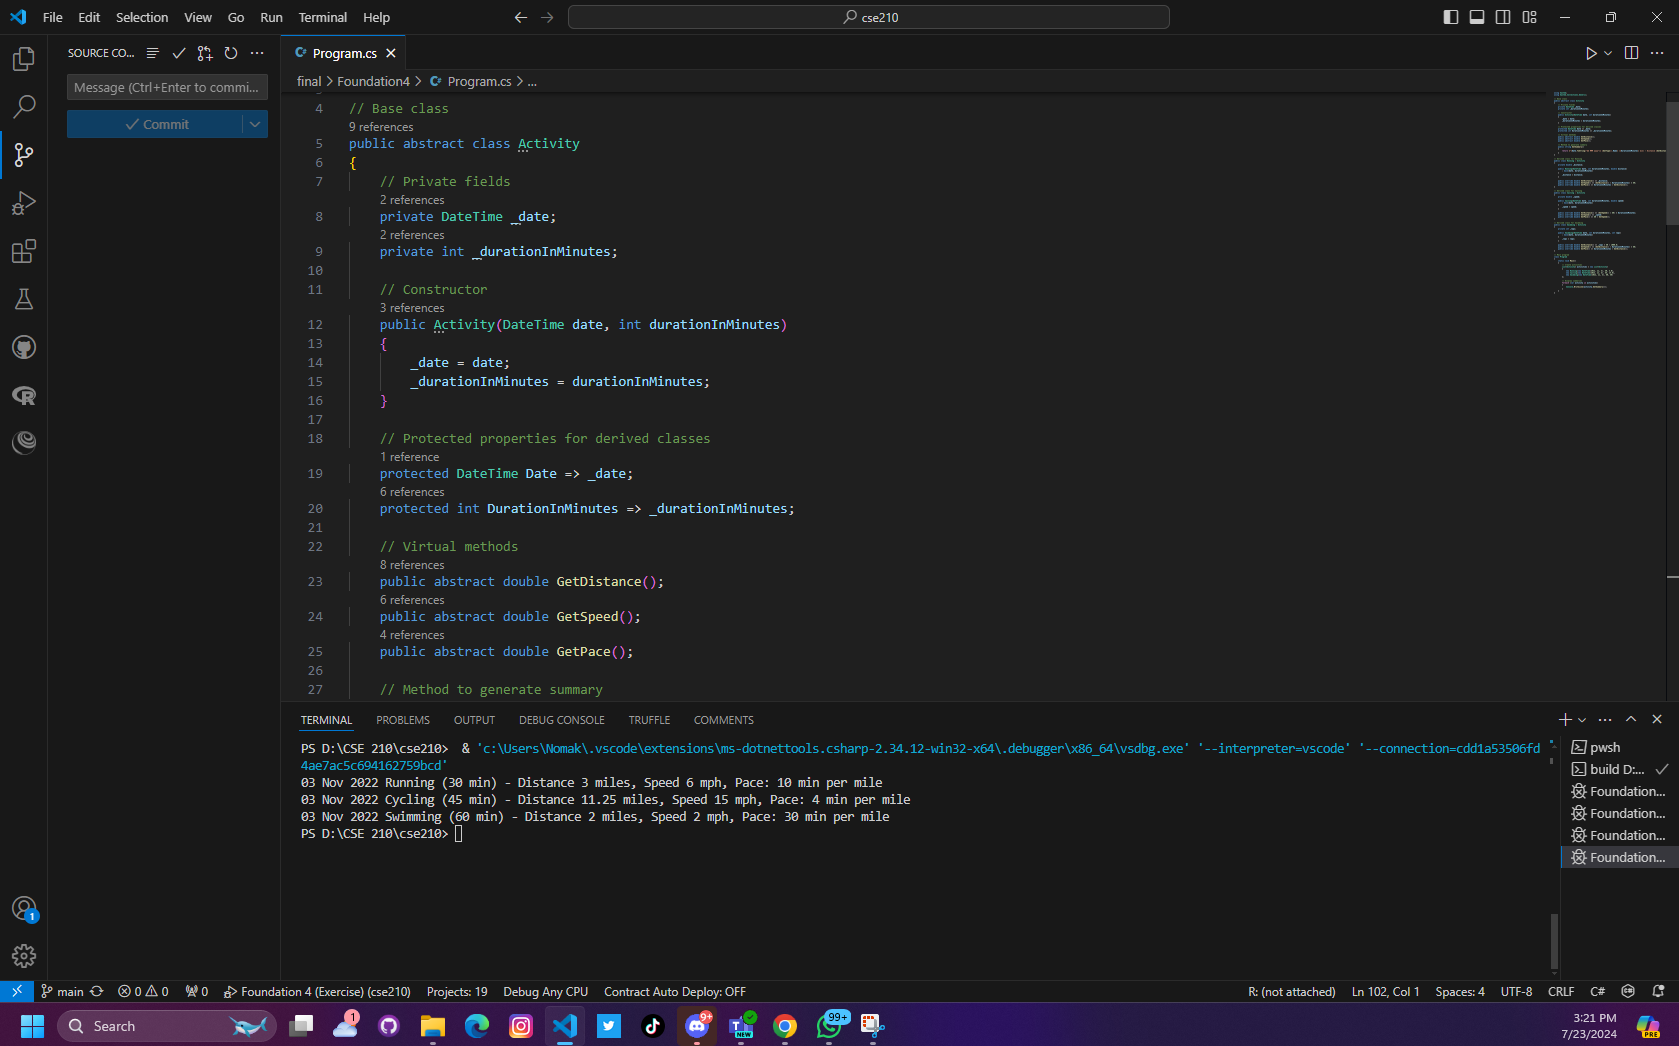 File Edit Selection View Go Run Terminal Help
cse210
SOURCE CO...
Message (Ctrl+Enter to commi...
Commit
Program.cs
final > Foundation4 > Program.cs > ...
4 // Base class
9 references
5 public abstract class Activity
6 {
7 // Private fields
2 references
8 private DateTime _date;
2 references
9 private int _durationInMinutes;
10
11 // Constructor
3 references
12 public Activity(DateTime date, int durationInMinutes)
13 {
14 _date = date;
15 _durationInMinutes = durationInMinutes;
16 }
17
18 // Protected properties for derived classes
1 reference
19 protected DateTime Date => _date;
6 references
20 protected int DurationInMinutes => _durationInMinutes;
21
22 // Virtual methods
8 references
23 public abstract double GetDistance();
6 references
24 public abstract double GetSpeed();
4 references
25 public abstract double GetPace();
26
27 // Method to generate summary
TERMINAL PROBLEMS OUTPUT DEBUG CONSOLE TRUFFLE COMMENTS
PS D:\CSE 210\cse210> & 'c:\Users\Nomak\.vscode\extensions\ms-dotnettools.csharp-2.34.12-win32-x64\.debugger\x86_64\vsdbg.exe' '--interpreter=vscode' '--connection=cdd1a53506fd
4ae7ac5c694162759bcd'
03 Nov 2022 Running (30 min) - Distance 3 miles, Speed 6 mph, Pace: 10 min per mile
03 Nov 2022 Cycling (45 min) - Distance 11.25 miles, Speed 15 mph, Pace: 4 min per mile
03 Nov 2022 Swimming (60 min) - Distance 2 miles, Speed 2 mph, Pace: 30 min per mile
PS D:\CSE 210\cse210>
pwsh
build D:...
Foundation...
Foundation...
Foundation...
Foundation...
1
main 0 0 0 Foundation 4 (Exercise) (cse210) Projects: 19 Debug Any CPU Contract Auto Deploy: OFF R: (not attached) Ln 102, Col 1 Spaces: 4 UTF-8 CRLF C#
Search 1 9+ NEW 99+ PRE
3:21 PM
7/23/2024